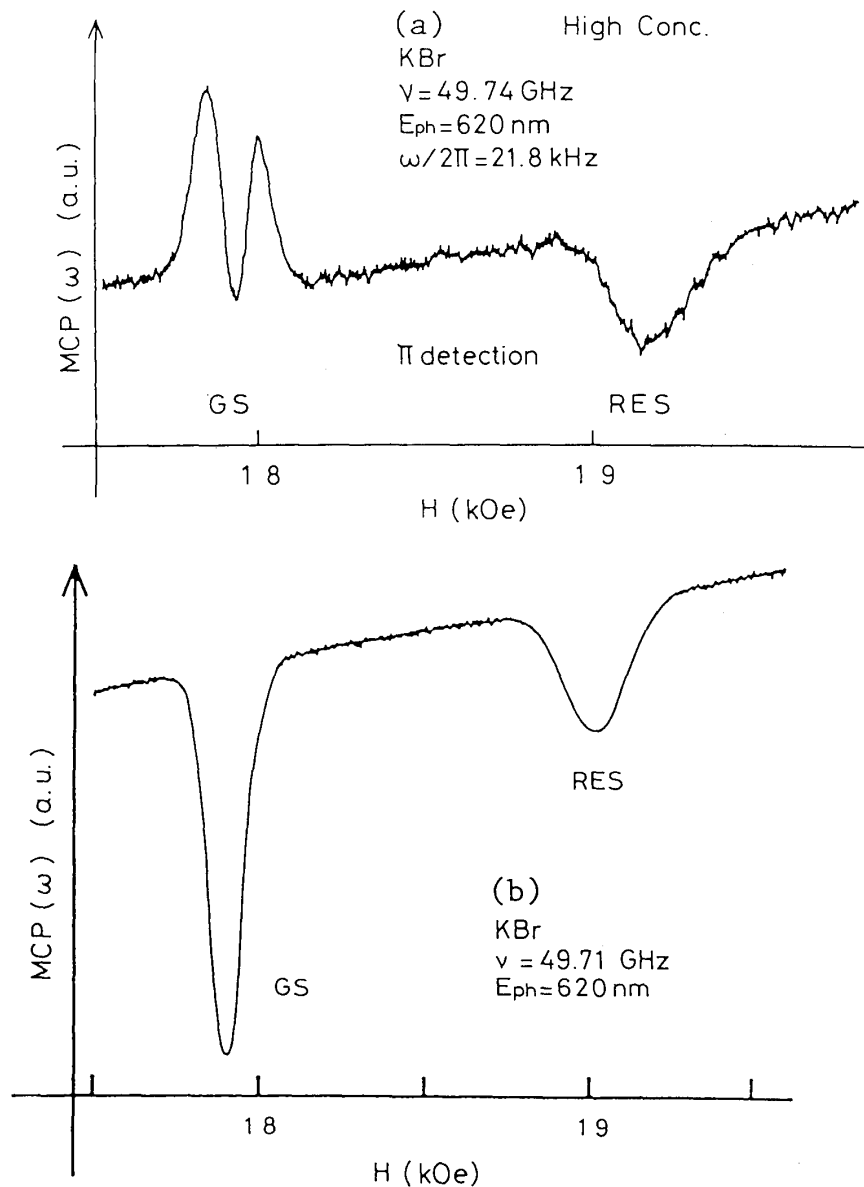 (a) High Conc.
KBr
ν = 49.74 GHz
Eph = 620 nm
ω/2π = 21.8 kHz
MCP (ω) (a.u.)
π detection
GS RES
18 19
H (kOe)
MCP (ω) (a.u.)
RES
(b)
KBr
ν = 49.71 GHz
Eph = 620 nm
GS
18 19
H (kOe)